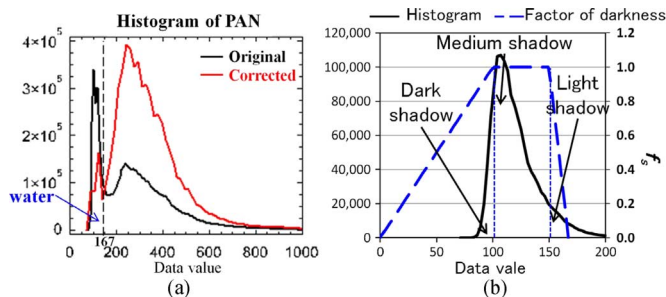 Histogram of PAN
4×10⁵
3×10⁵
2×10⁵
1×10⁵
0
Original
Corrected
water
167
0 200 400 600 800 1000
Data value
(a)
Histogram
Factor of darkness
120,000
100,000
80,000
60,000
40,000
20,000
0
Medium shadow
Dark
shadow
Light
shadow
1.2
1.0
0.8
0.6
0.4
0.2
0.0
fs
0 50 100 150 200
Data vale
(b)